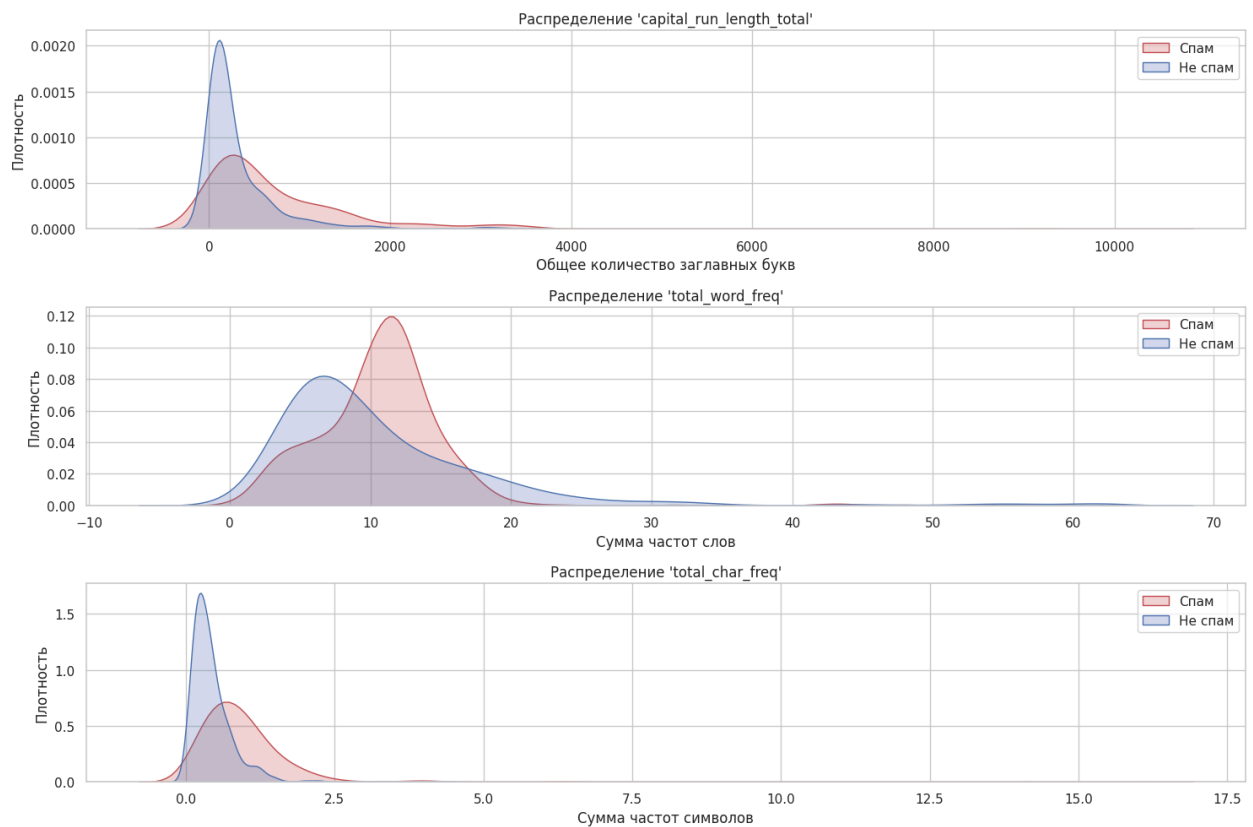 Распределение 'capital_run_length_total'
0.0020
0.0015
0.0010
0.0005
0.0000
Плотность
Спам
Не спам
0 2000 4000 6000 8000 10000
Общее количество заглавных букв
Распределение 'total_word_freq'
0.12
0.10
0.08
0.06
0.04
0.02
0.00
Плотность
Спам
Не спам
−10 0 10 20 30 40 50 60 70
Сумма частот слов
Распределение 'total_char_freq'
1.5
1.0
0.5
0.0
Плотность
Спам
Не спам
0.0 2.5 5.0 7.5 10.0 12.5 15.0 17.5
Сумма частот символов